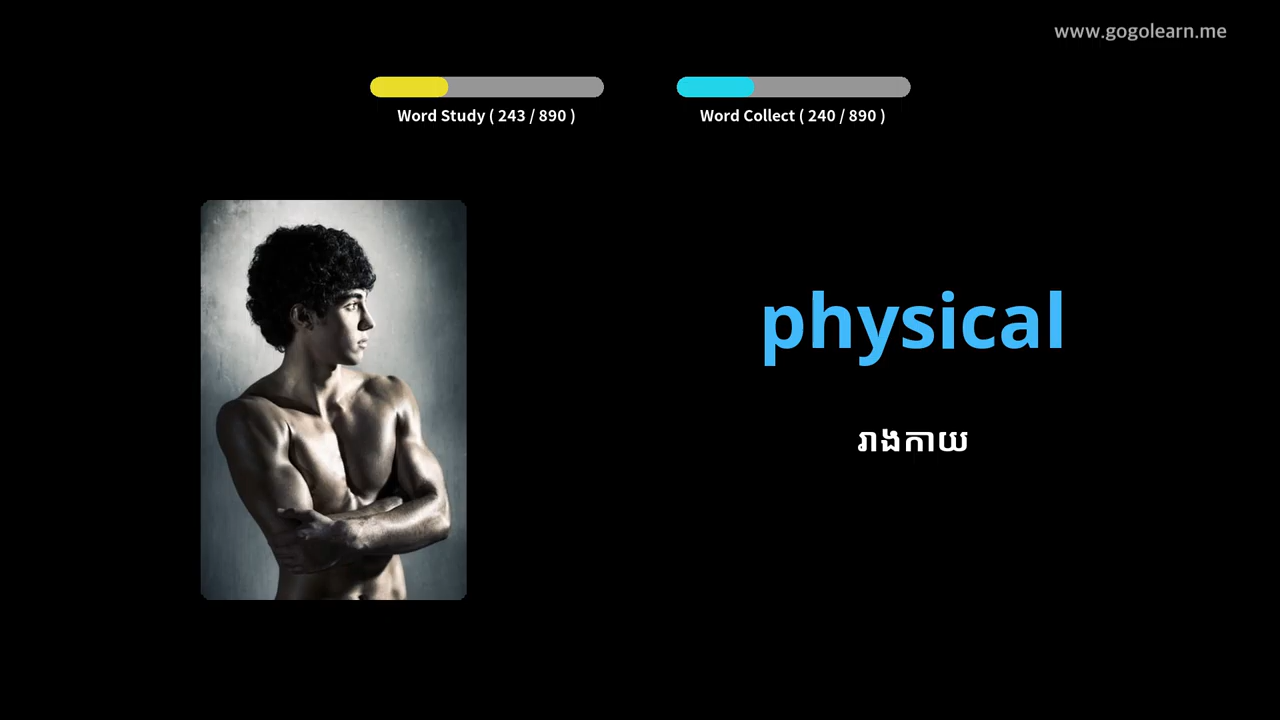 www.gogolearn.me
Word Study ( 243 / 890 )
Word Collect ( 240 / 890 )
physical
រាងកាយ